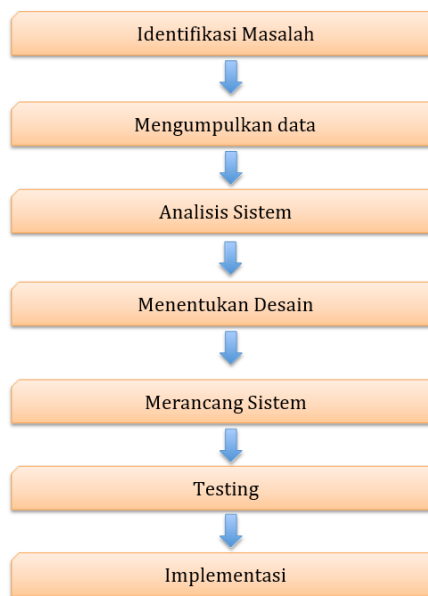 Identifikasi Masalah
Mengumpulkan data
Analisis Sistem
Menentukan Desain
Merancang Sistem
Testing
Implementasi